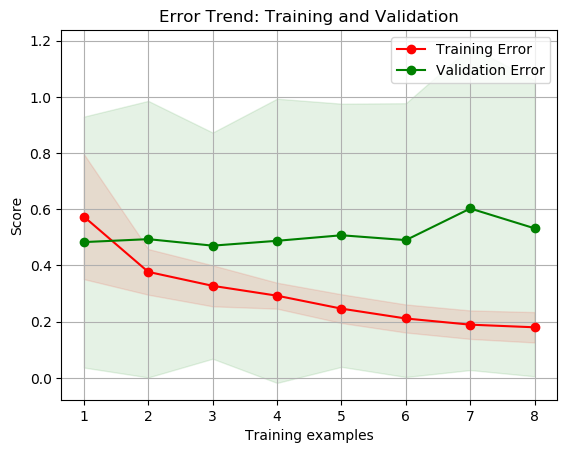 Error Trend: Training and Validation
Training Error
Validation Error
Score
1.2
1.0
0.8
0.6
0.4
0.2
0.0
1 2 3 4 5 6 7 8
Training examples